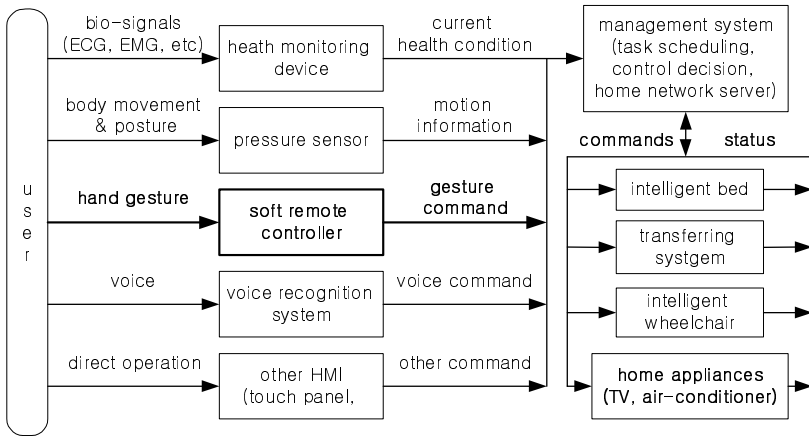 user
bio-signals
(ECG, EMG, etc)
heath monitoring
device
current
health condition
management system
(task scheduling,
control decision,
home network server)
body movement
& posture
pressure sensor
motion
information
commands
status
hand gesture
soft remote
controller
gesture
command
intelligent bed
transferring
systgem
voice
voice recognition
system
voice command
intelligent
wheelchair
direct operation
other HMI
(touch panel,
other command
home appliances
(TV, air-conditioner)